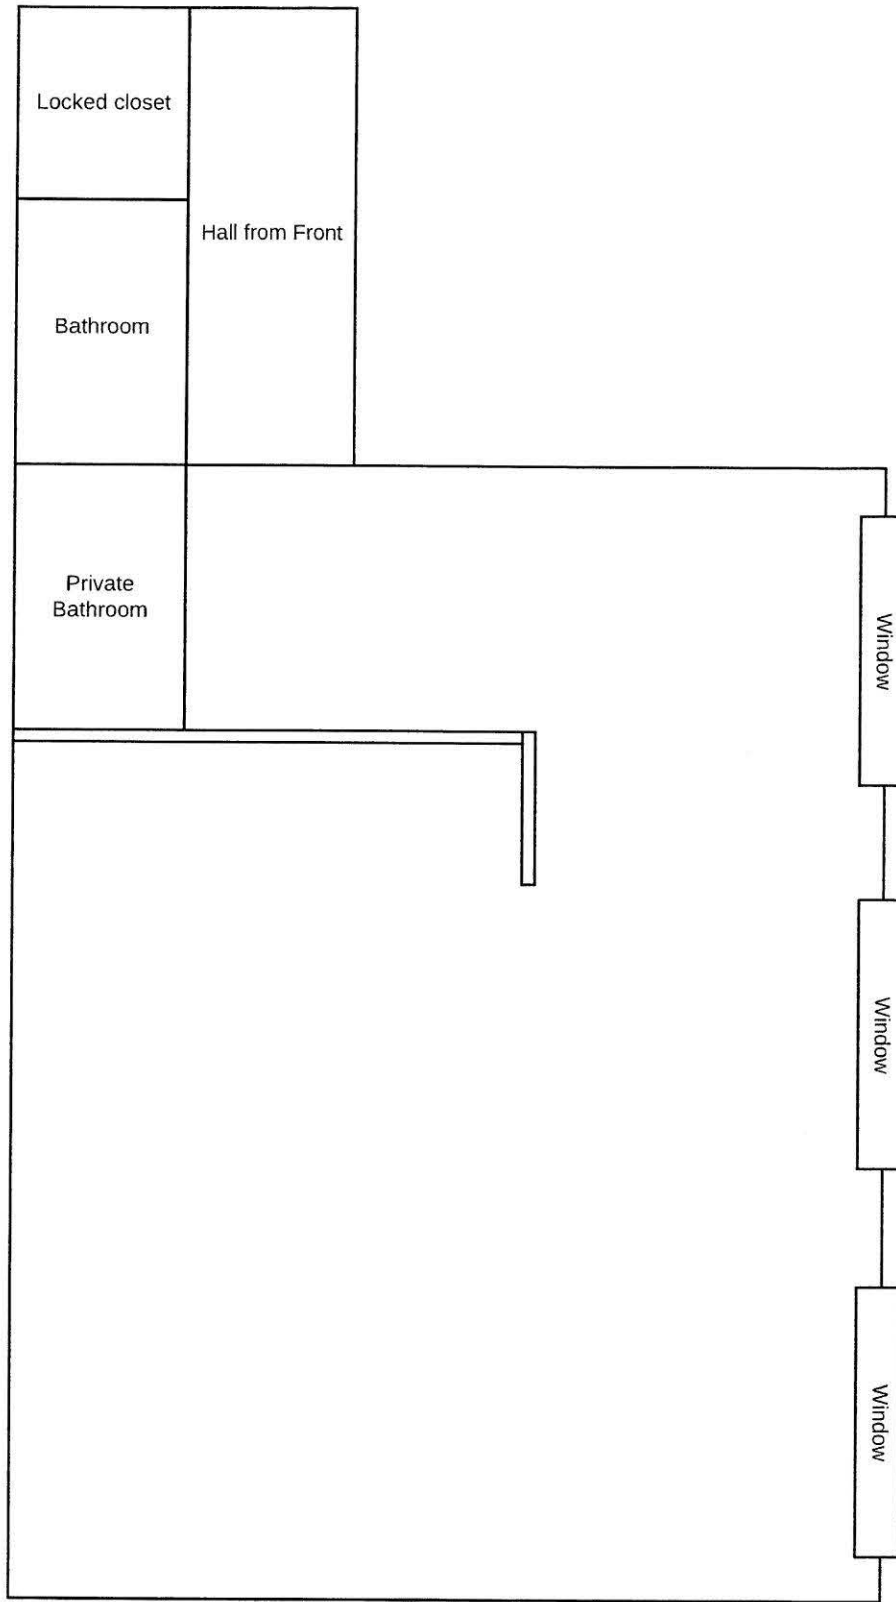 Locked closet
Hall from Front
Bathroom
Private
Bathroom
Window
Window
Window